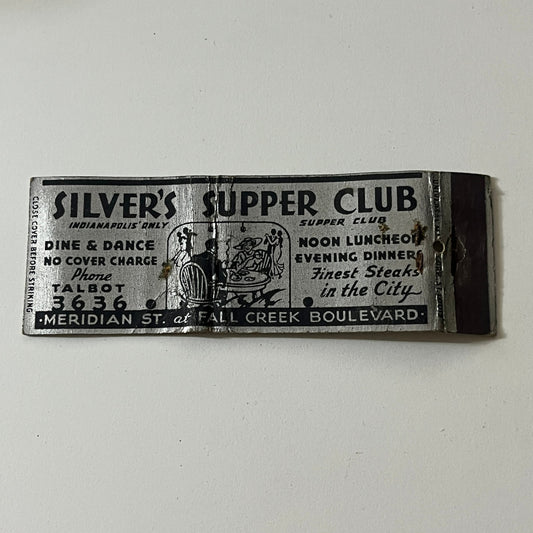 SILVER'S SUPPER CLUB
INDIANAPOLIS' ONLY SUPPER CLUB
DINE & DANCE
NO COVER CHARGE
Phone
TALBOT
3636
NOON LUNCHEON
EVENING DINNERS
Finest Steaks
in the City
·MERIDIAN ST. at FALL CREEK BOULEVARD·
CLOSE COVER BEFORE STRIKING